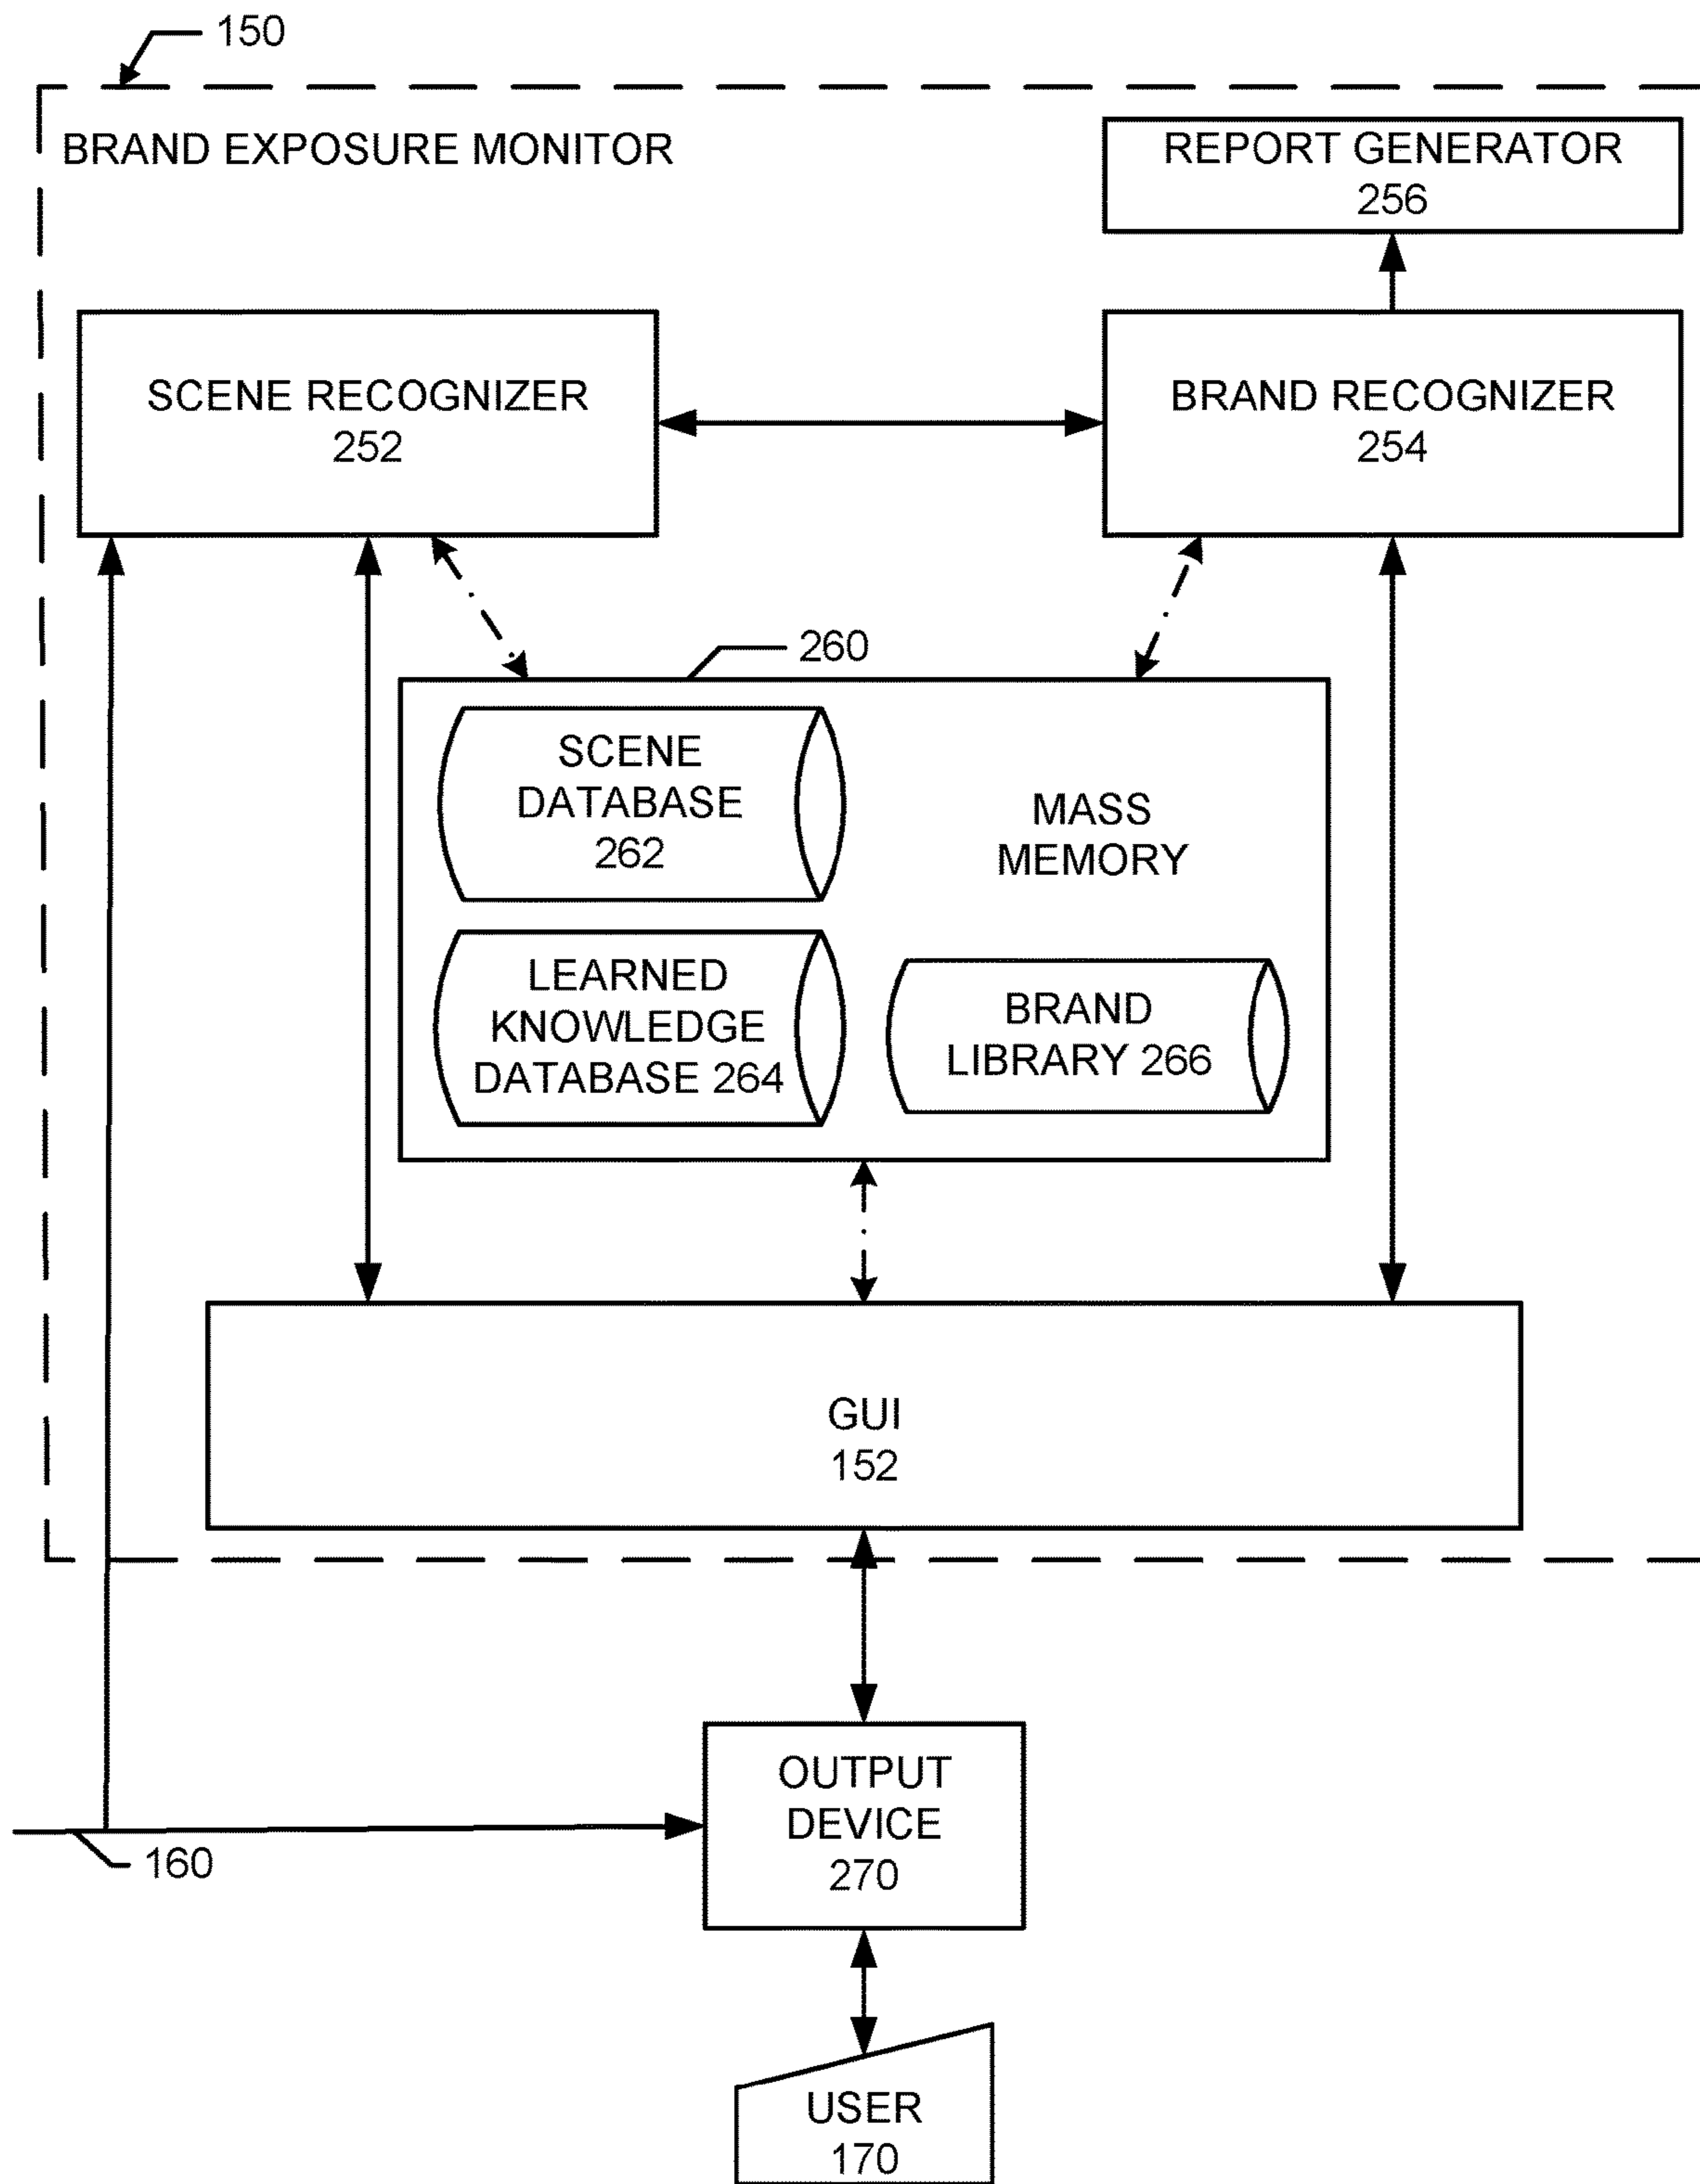 150
BRAND EXPOSURE MONITOR
REPORT GENERATOR
256
SCENE RECOGNIZER
252
BRAND RECOGNIZER
254
260
SCENE
DATABASE
262
MASS
MEMORY
LEARNED
KNOWLEDGE
DATABASE 264
BRAND
LIBRARY 266
GUI
152
OUTPUT
DEVICE
270
160
USER
170